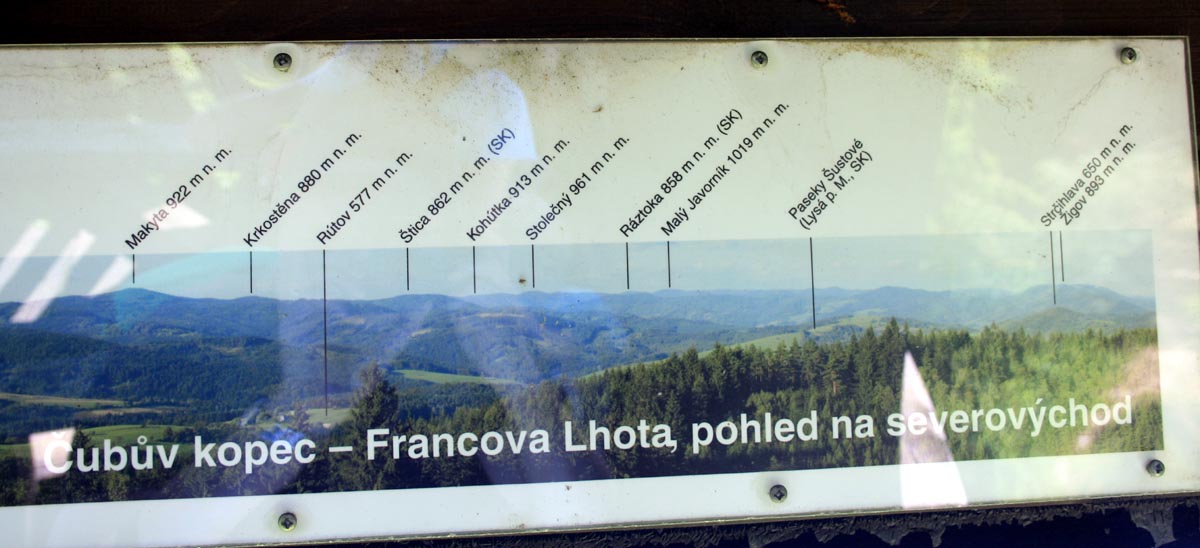 Makyta 922 m n. m.
Krkostěna 880 m n. m.
Rútov 577 m n. m.
Štica 862 m n. m. (SK)
Kohútka 913 m n. m.
Stolečný 961 m n. m.
Ráztoka 858 m n. m. (SK)
Malý Javorník 1019 m n. m.
Paseky Šustové
(Lysá p. M., SK)
Střihlava 650 m n. m.
Žigov 893 m n. m.
Čubův kopec – Francova Lhota, pohled na severovýchod